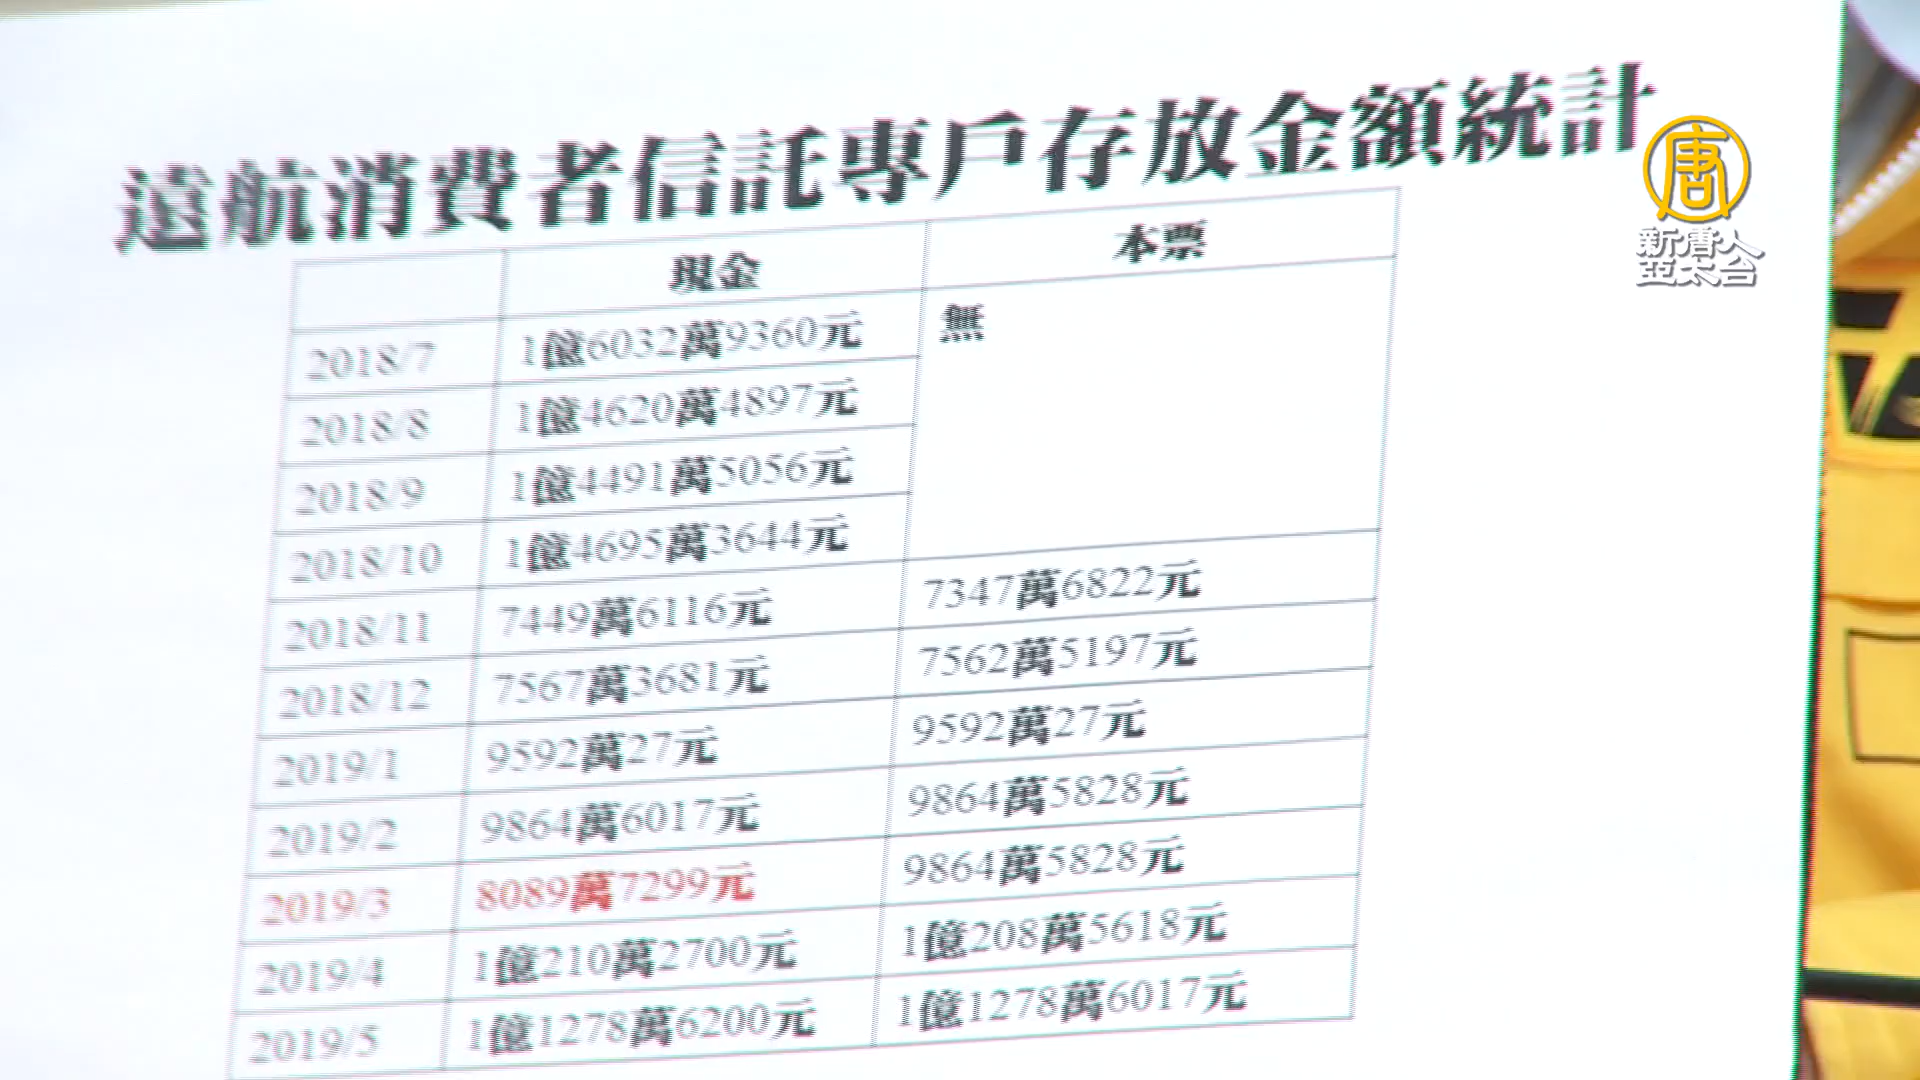 遠航消費者信託專戶存放金額統計
唐
新唐人
亞太台
現金 本票
2018/7 1億6032萬9360元 無
2018/8 1億4620萬4897元
2018/9 1億4491萬5056元
2018/10 1億4695萬3644元
2018/11 7449萬6116元 7347萬6822元
2018/12 7567萬3681元 7562萬5197元
2019/1 9592萬27元 9592萬27元
2019/2 9864萬6017元 9864萬5828元
2019/3 8089萬7299元 9864萬5828元
2019/4 1億210萬2700元 1億208萬5618元
2019/5 1億1278萬6200元 1億1278萬6017元